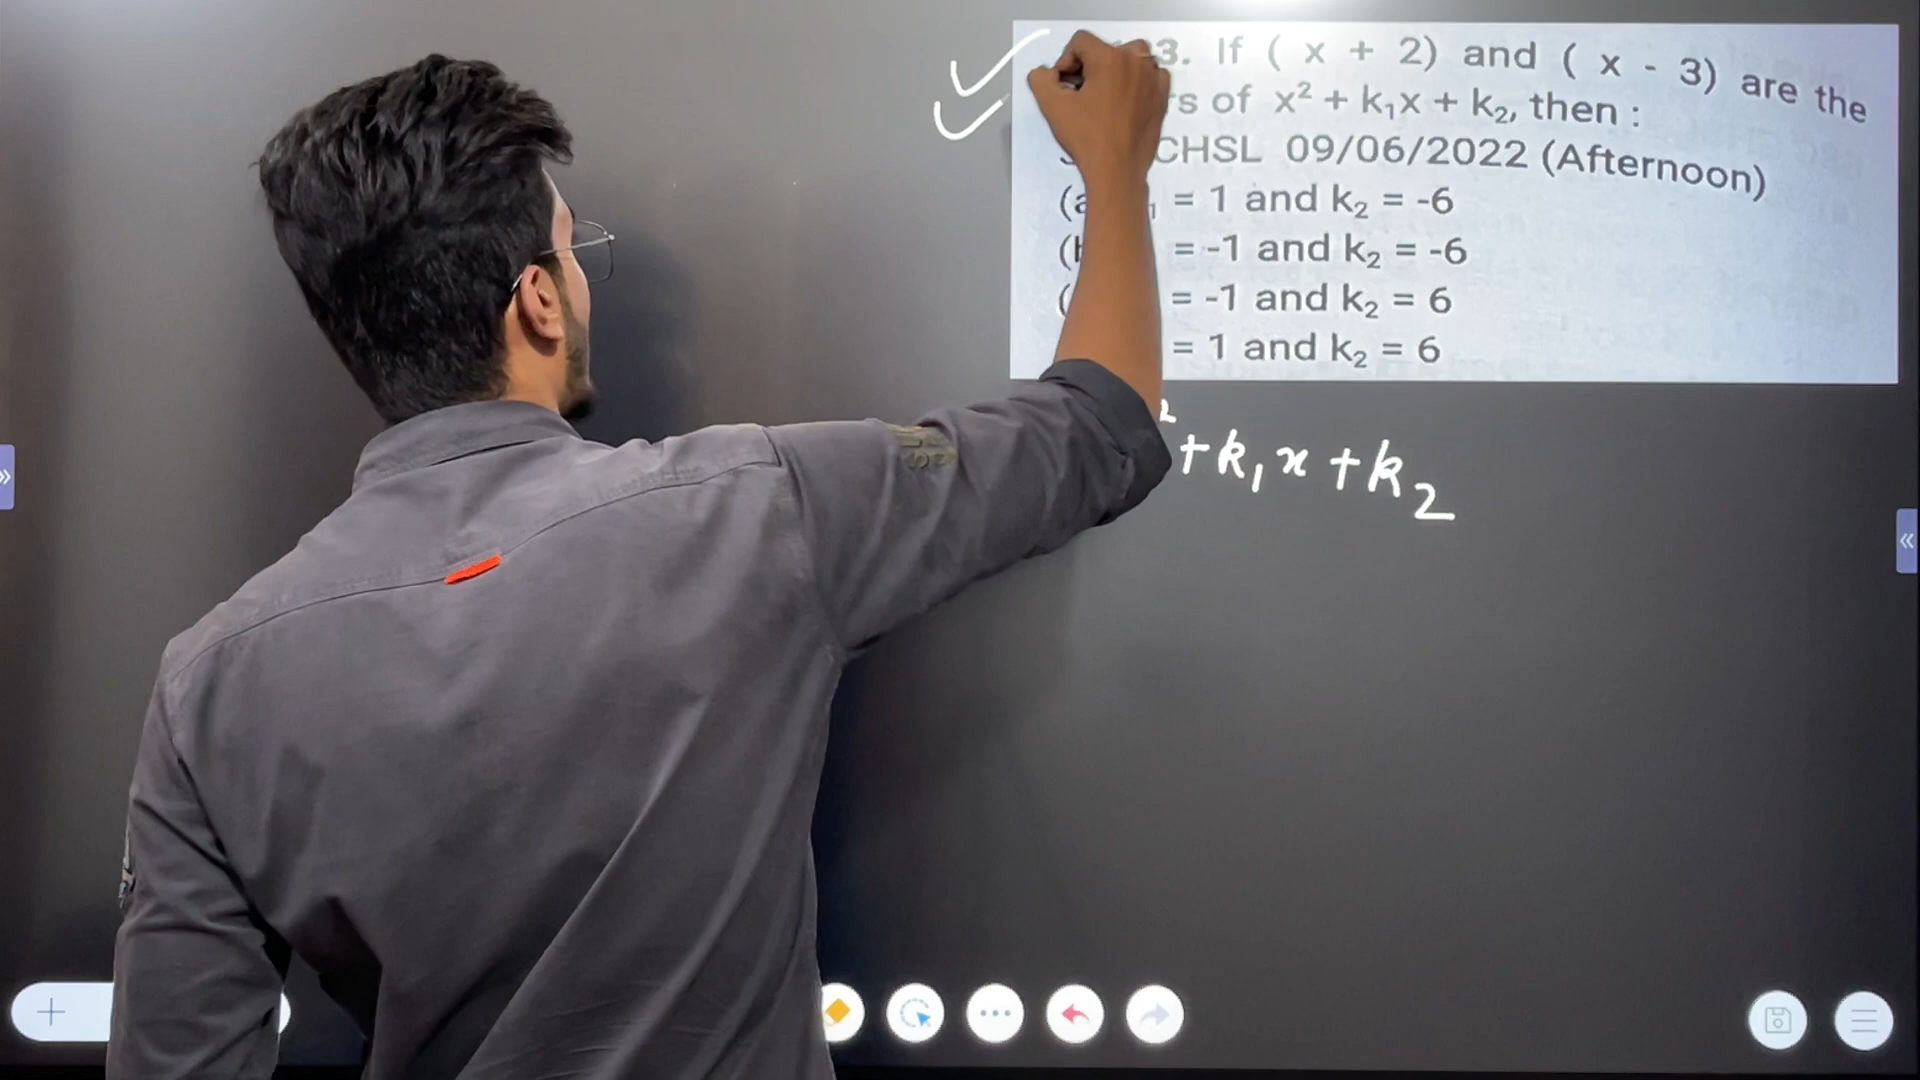 3. If ( x + 2) and ( x - 3) are the
of x² + k₁x + k₂, then :
CHSL 09/06/2022 (Afternoon)
= 1 and k₂ = -6
= -1 and k₂ = -6
= -1 and k₂ = 6
= 1 and k₂ = 6
² + k₁x + k₂